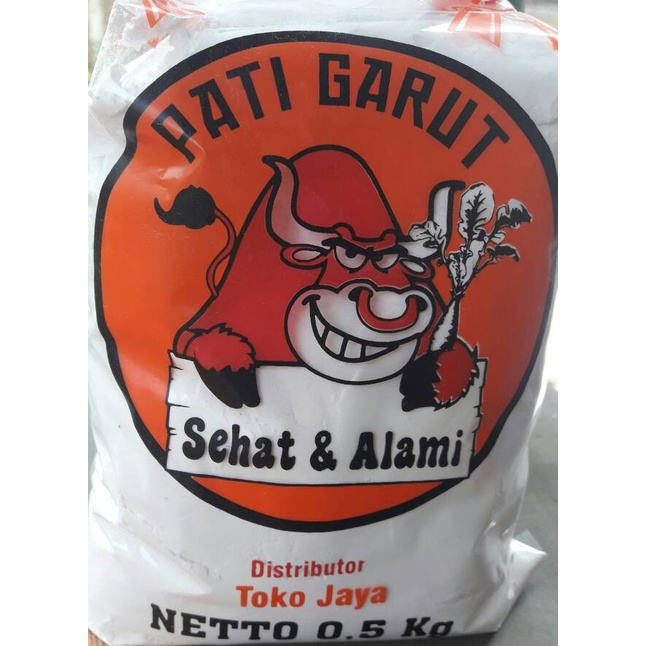 PATI GARUT
Sehat & Alami
Distributor
Toko Jaya
NETTO 0.5 Kg